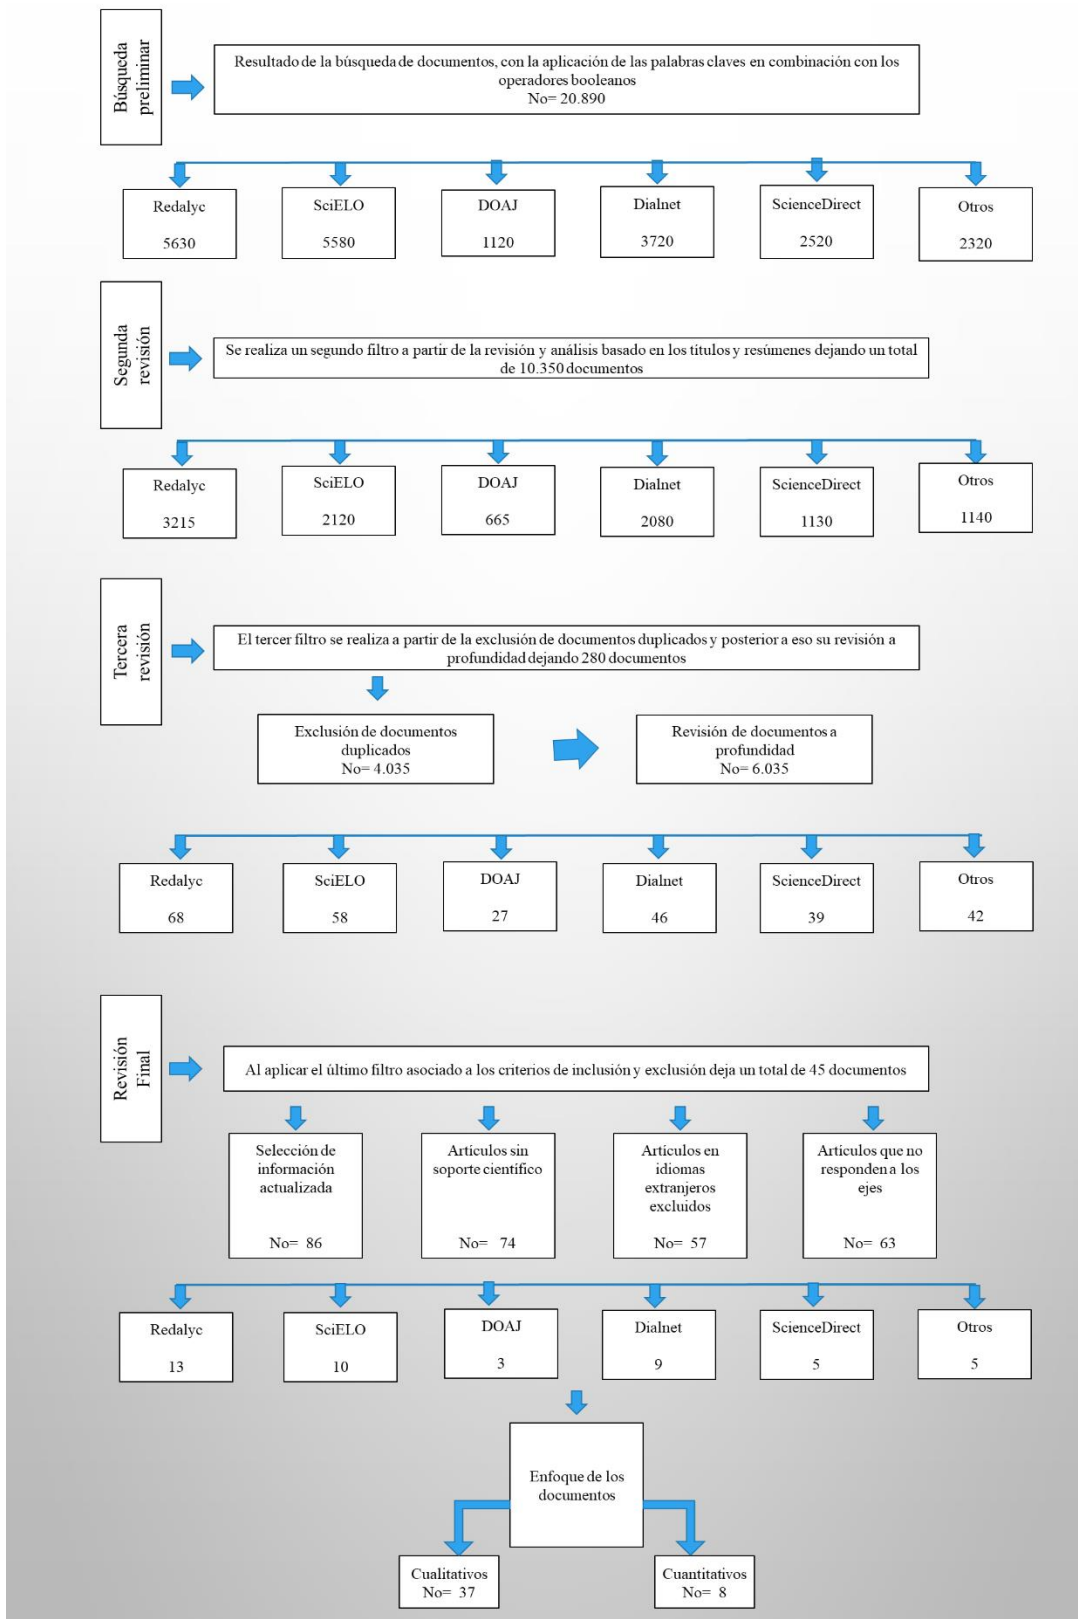 Búsqueda
preliminar
Resultado de la búsqueda de documentos, con la aplicación de las palabras claves en combinación con los
operadores booleanos
No= 20.890
Redalyc
5630
SciELO
5580
DOAJ
1120
Dialnet
3720
ScienceDirect
2520
Otros
2320
Segunda
revisión
Se realiza un segundo filtro a partir de la revisión y análisis basado en los títulos y resúmenes dejando un total
de 10.350 documentos
Redalyc
3215
SciELO
2120
DOAJ
665
Dialnet
2080
ScienceDirect
1130
Otros
1140
Tercera
revisión
El tercer filtro se realiza a partir de la exclusión de documentos duplicados y posterior a eso su revisión a
profundidad dejando 280 documentos
Exclusión de documentos
duplicados
No= 4.035
Revisión de documentos a
profundidad
No= 6.035
Redalyc
68
SciELO
58
DOAJ
27
Dialnet
46
ScienceDirect
39
Otros
42
Revisión
Final
Al aplicar el último filtro asociado a los criterios de inclusión y exclusión deja un total de 45 documentos
Selección de
información
actualizada
No= 86
Artículos sin
soporte científico
No= 74
Artículos en
idiomas
extranjeros
excluidos
No= 57
Artículos que no
responden a los
ejes
No= 63
Redalyc
13
SciELO
10
DOAJ
3
Dialnet
9
ScienceDirect
5
Otros
5
Enfoque de los
documentos
Cualitativos
No= 37
Cuantitativos
No= 8